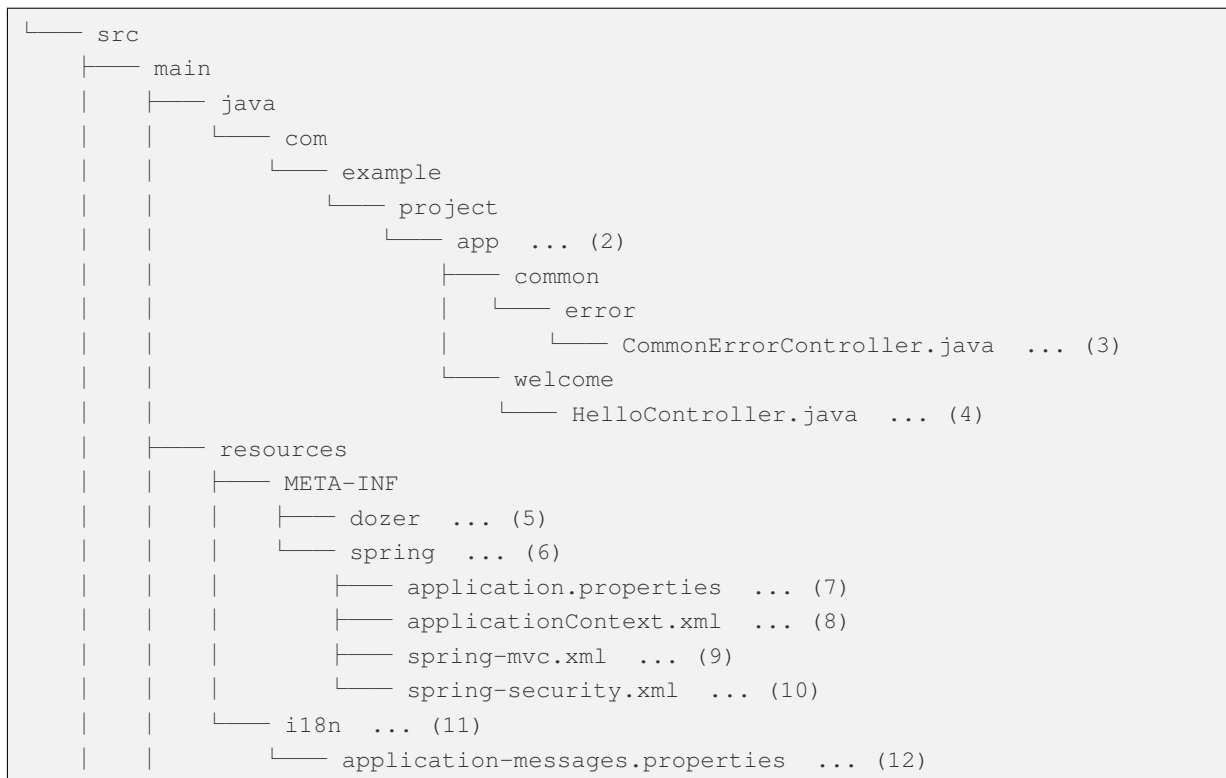 └── src
    ├── main
    │   ├── java
    │   │   └── com
    │   │       └── example
    │   │           └── project
    │   │               └── app  ... (2)
    │   │                   ├── common
    │   │                   │   └── error
    │   │                   │       └── CommonErrorController.java  ... (3)
    │   │                   └── welcome
    │   │                       └── HelloController.java  ... (4)
    │   ├── resources
    │   │   ├── META-INF
    │   │   │   ├── dozer  ... (5)
    │   │   │   └── spring  ... (6)
    │   │   │       ├── application.properties  ... (7)
    │   │   │       ├── applicationContext.xml  ... (8)
    │   │   │       ├── spring-mvc.xml  ... (9)
    │   │   │       └── spring-security.xml  ... (10)
    │   │   └── i18n  ... (11)
    │   │       └── application-messages.properties  ... (12)